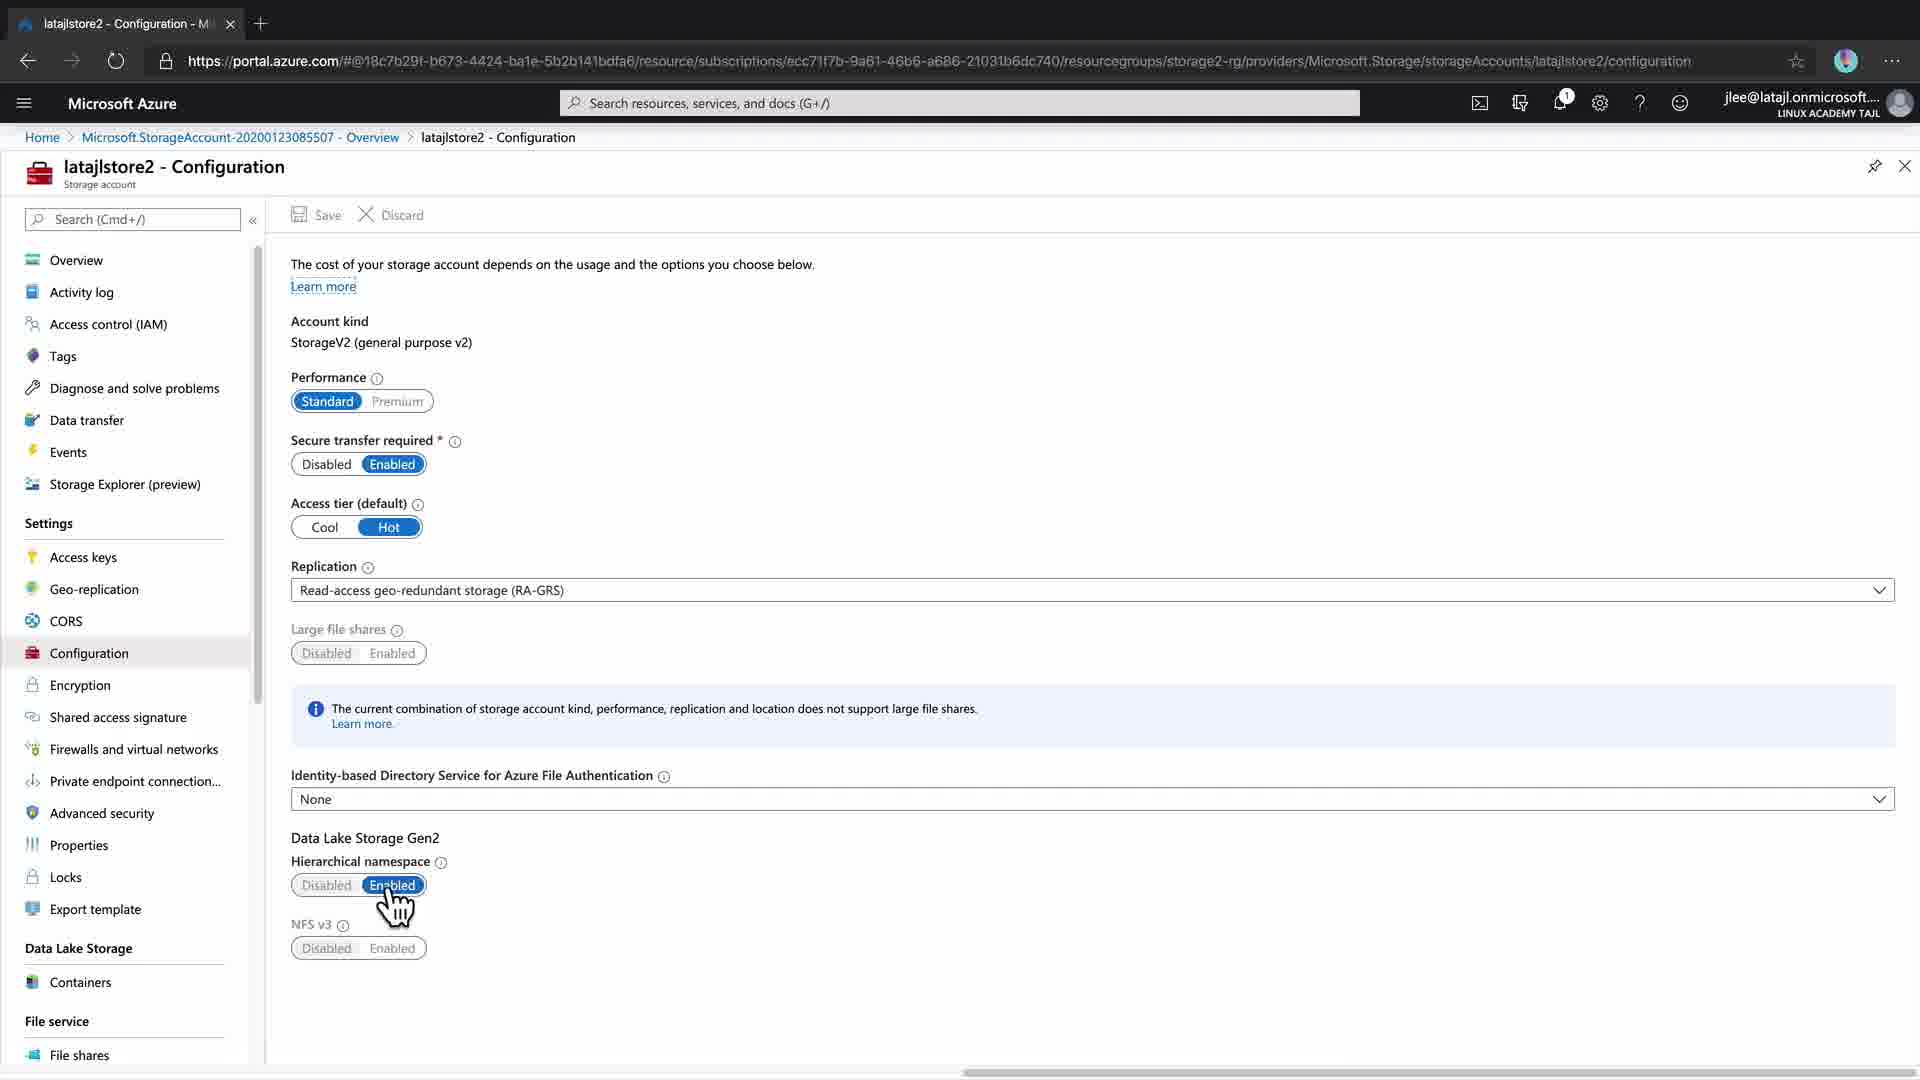 latajlstore2 - Configuration - Mi
https://portal.azure.com/#@18c7b29f-b673-4424-ba1e-5b2b141bdfa6/resource/subscriptions/ecc71f7b-9a61-46b6-a686-21031b6dc740/resourcegroups/storage2-rg/providers/Microsoft.Storage/storageAccounts/latajlstore2/configuration
Microsoft Azure
Search resources, services, and docs (G+/)
1
jlee@latajl.onmicrosoft....
LINUX ACADEMY TAJL
Home > Microsoft.StorageAccount-20200123085507 - Overview > latajlstore2 - Configuration
latajlstore2 - Configuration
Storage account
Search (Cmd+/)
«
Overview
Activity log
Access control (IAM)
Tags
Diagnose and solve problems
Data transfer
Events
Storage Explorer (preview)
Settings
Access keys
Geo-replication
CORS
Configuration
Encryption
Shared access signature
Firewalls and virtual networks
Private endpoint connection...
Advanced security
Properties
Locks
Export template
Data Lake Storage
Containers
File service
File shares
Save Discard
The cost of your storage account depends on the usage and the options you choose below.
Learn more
Account kind
StorageV2 (general purpose v2)
Performance
Standard Premium
Secure transfer required *
Disabled Enabled
Access tier (default)
Cool Hot
Replication
Read-access geo-redundant storage (RA-GRS)
Large file shares
Disabled Enabled
The current combination of storage account kind, performance, replication and location does not support large file shares.
Learn more.
Identity-based Directory Service for Azure File Authentication
None
Data Lake Storage Gen2
Hierarchical namespace
Disabled Enabled
NFS v3
Disabled Enabled